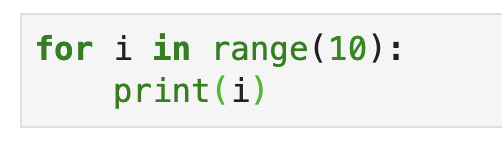 for i in range(10):
    print(i)